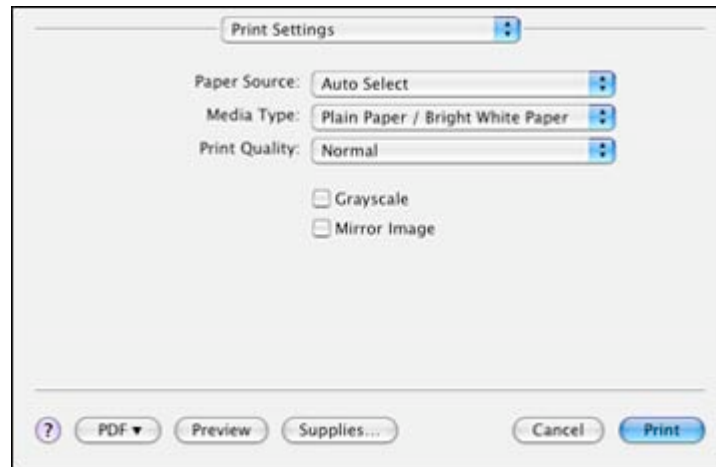 Print Settings
Paper Source: Auto Select
Media Type: Plain Paper / Bright White Paper
Print Quality: Normal
Grayscale
Mirror Image
? PDF ▼ Preview Supplies... Cancel Print